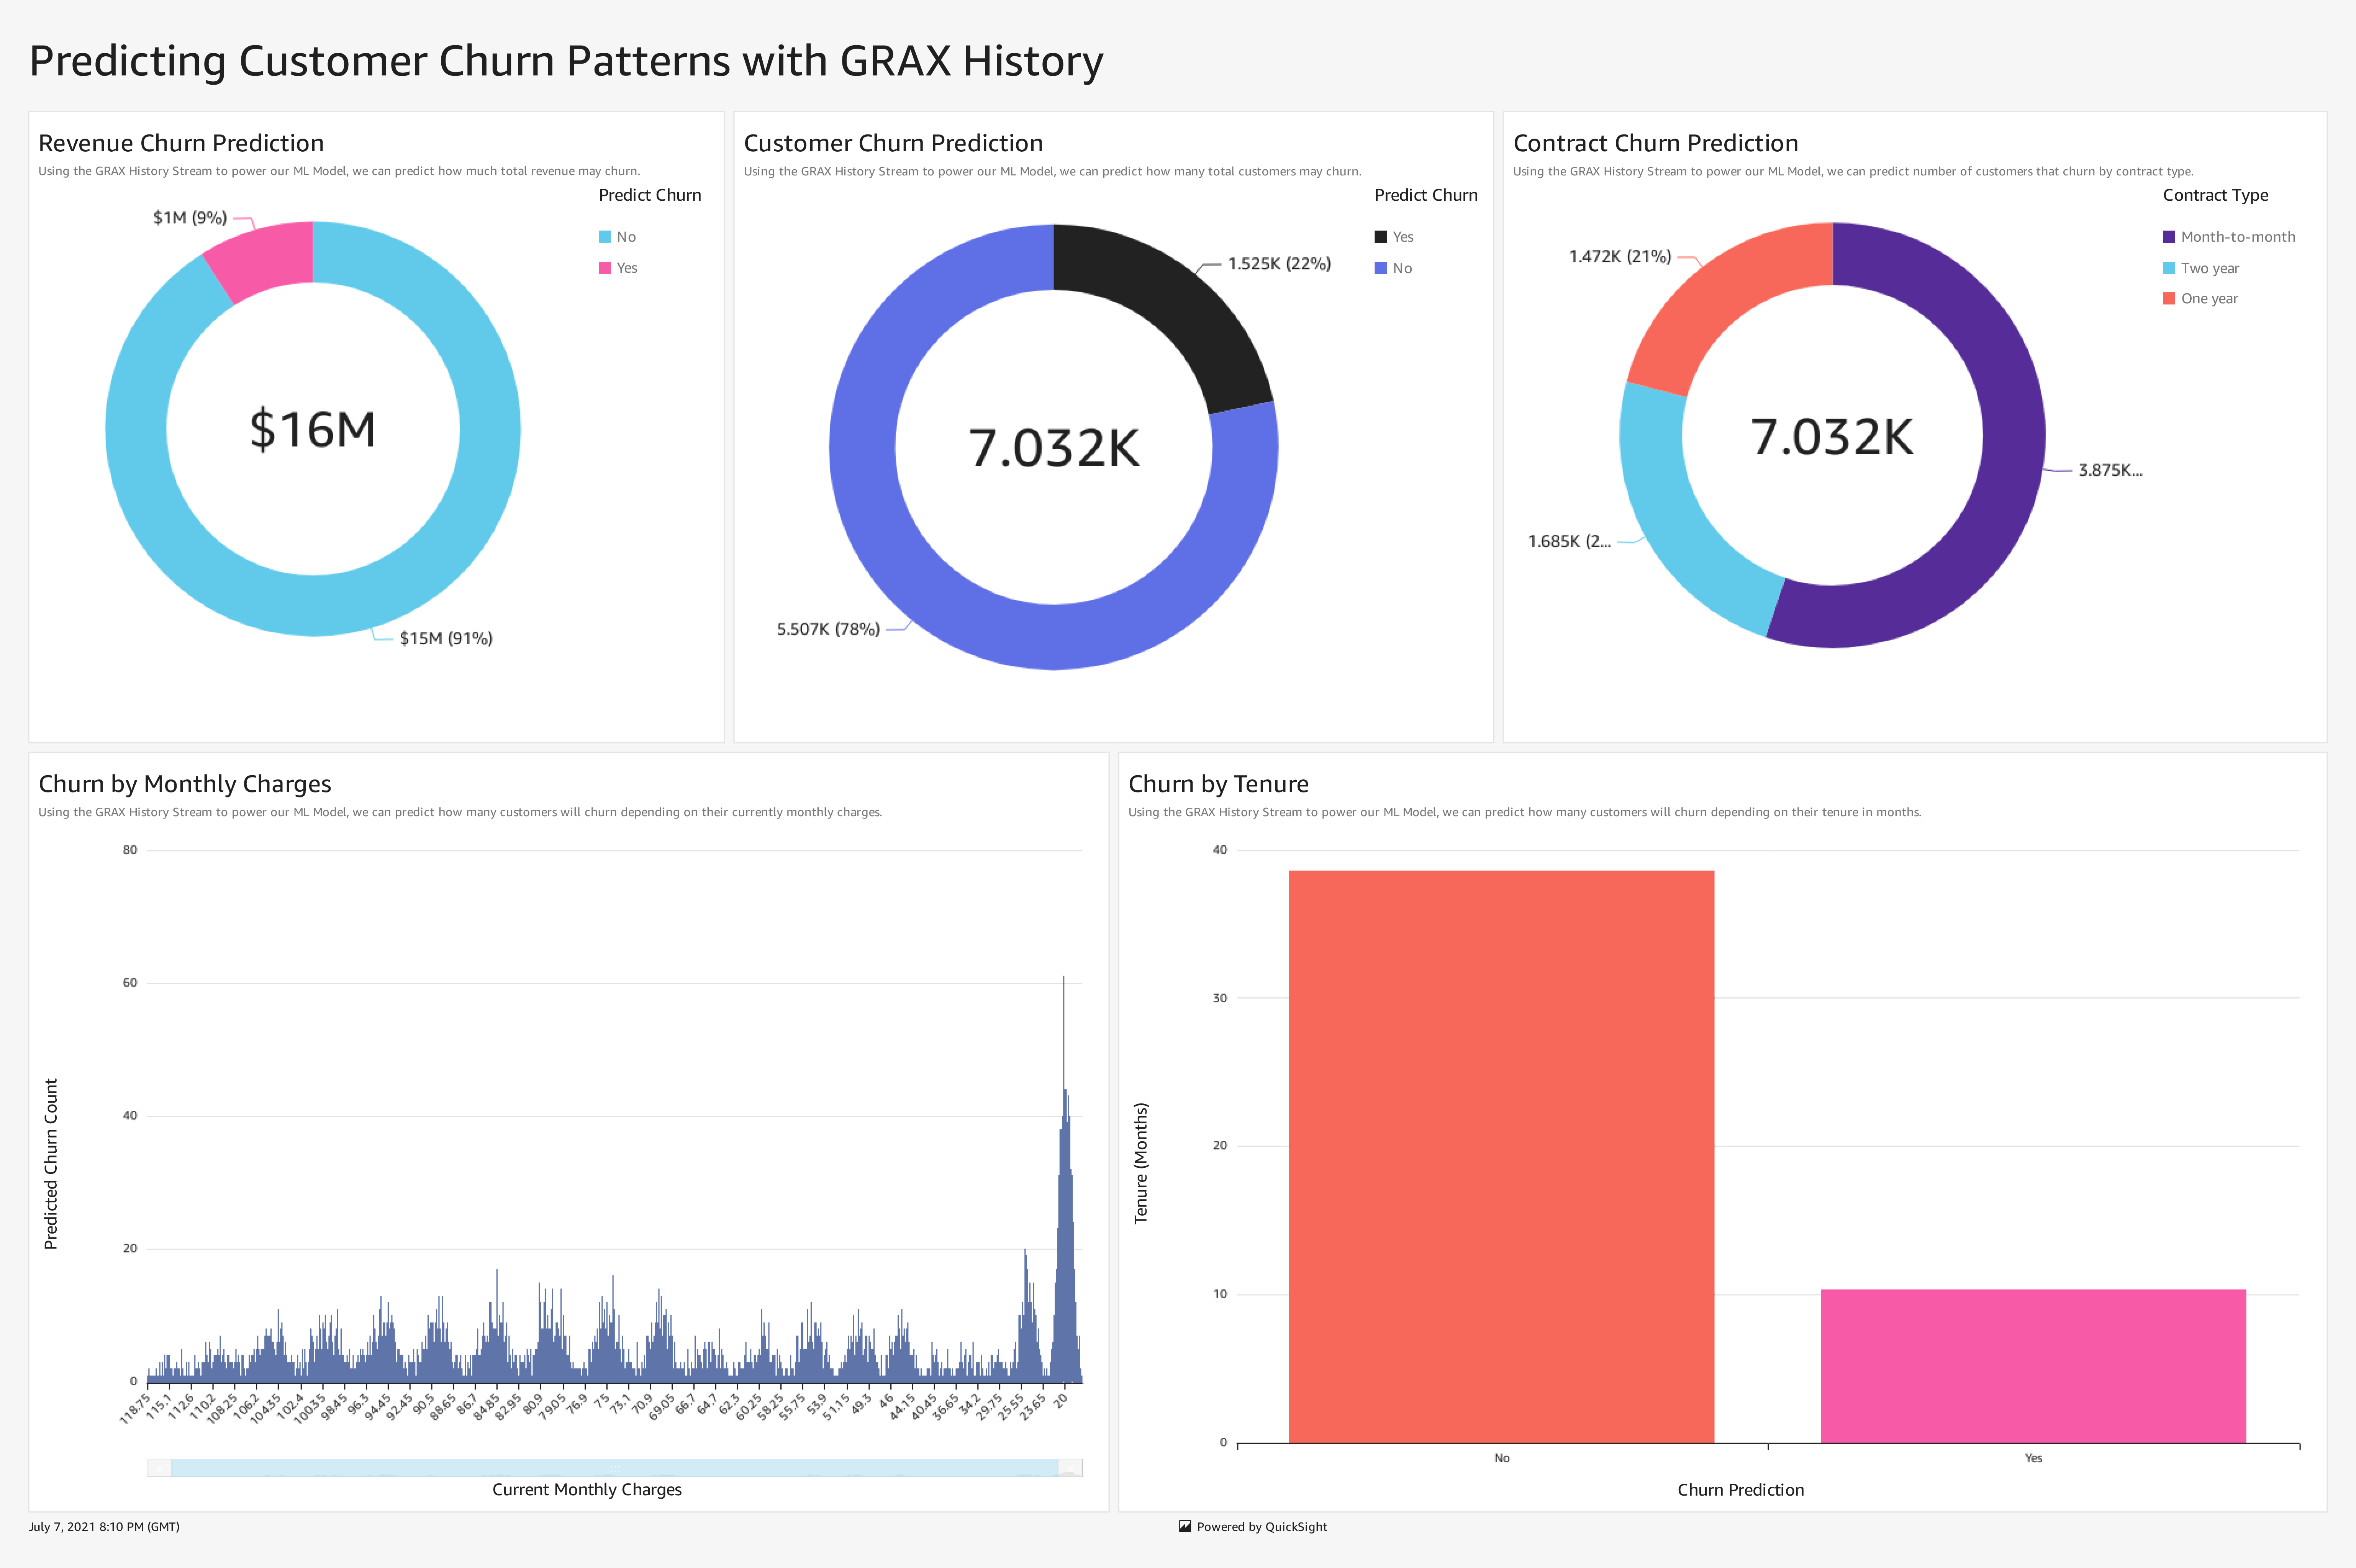 Predicting Customer Churn Patterns with GRAX History
Revenue Churn Prediction
Using the GRAX History Stream to power our ML Model, we can predict how much total revenue may churn.
Predict Churn
No
Yes
$1M (9%)
$16M
$15M (91%)
Customer Churn Prediction
Using the GRAX History Stream to power our ML Model, we can predict how many total customers may churn.
Predict Churn
Yes
No
1.525K (22%)
7.032K
5.507K (78%)
Contract Churn Prediction
Using the GRAX History Stream to power our ML Model, we can predict number of customers that churn by contract type.
Contract Type
Month-to-month
Two year
One year
1.472K (21%)
7.032K
3.875K...
1.685K (2...
Churn by Monthly Charges
Using the GRAX History Stream to power our ML Model, we can predict how many customers will churn depending on their currently monthly charges.
80
60
40
20
0
Predicted Churn Count
118.75 115.1 112.6 110.2 108.25 106.2 104.35 102.4 100.35 98.45 96.3 94.45 92.45 90.5 88.65 86.7 84.85 82.95 80.9 79.05 76.9 75 73.1 70.9 69.05 66.7 64.7 62.3 60.25 58.25 55.75 53.9 51.15 49.3 46 44.15 40.45 36.65 34.2 29.75 25.55 23.65 20
Current Monthly Charges
Churn by Tenure
Using the GRAX History Stream to power our ML Model, we can predict how many customers will churn depending on their tenure in months.
40
30
20
10
0
Tenure (Months)
No Yes
Churn Prediction
July 7, 2021 8:10 PM (GMT)
Powered by QuickSight